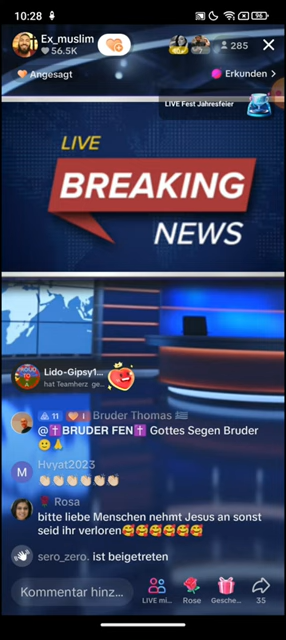 10:28
96
Ex_muslim
56.5K
285
Angesagt
Erkunden >
LIVE Fest Jahresfeier
LIVE
BREAKING
NEWS
Lido-Gipsy1...
hat Teamherz ge...
11 I Bruder Thomas 🇬🇷
@✝️BRUDER FEN✝️ Gottes Segen Bruder
🙂🙏
M Hvyat2023
👏🏻👏🏻👏🏻👏🏻👏🏻👏🏻
🌹 Rosa
bitte liebe Menschen nehmt Jesus an sonst
seid ihr verloren🥰🥰🥰🥰🥰🥰
sero_zero. ist beigetreten
Kommentar hinz...
LIVE mi... Rose Gesche... 35